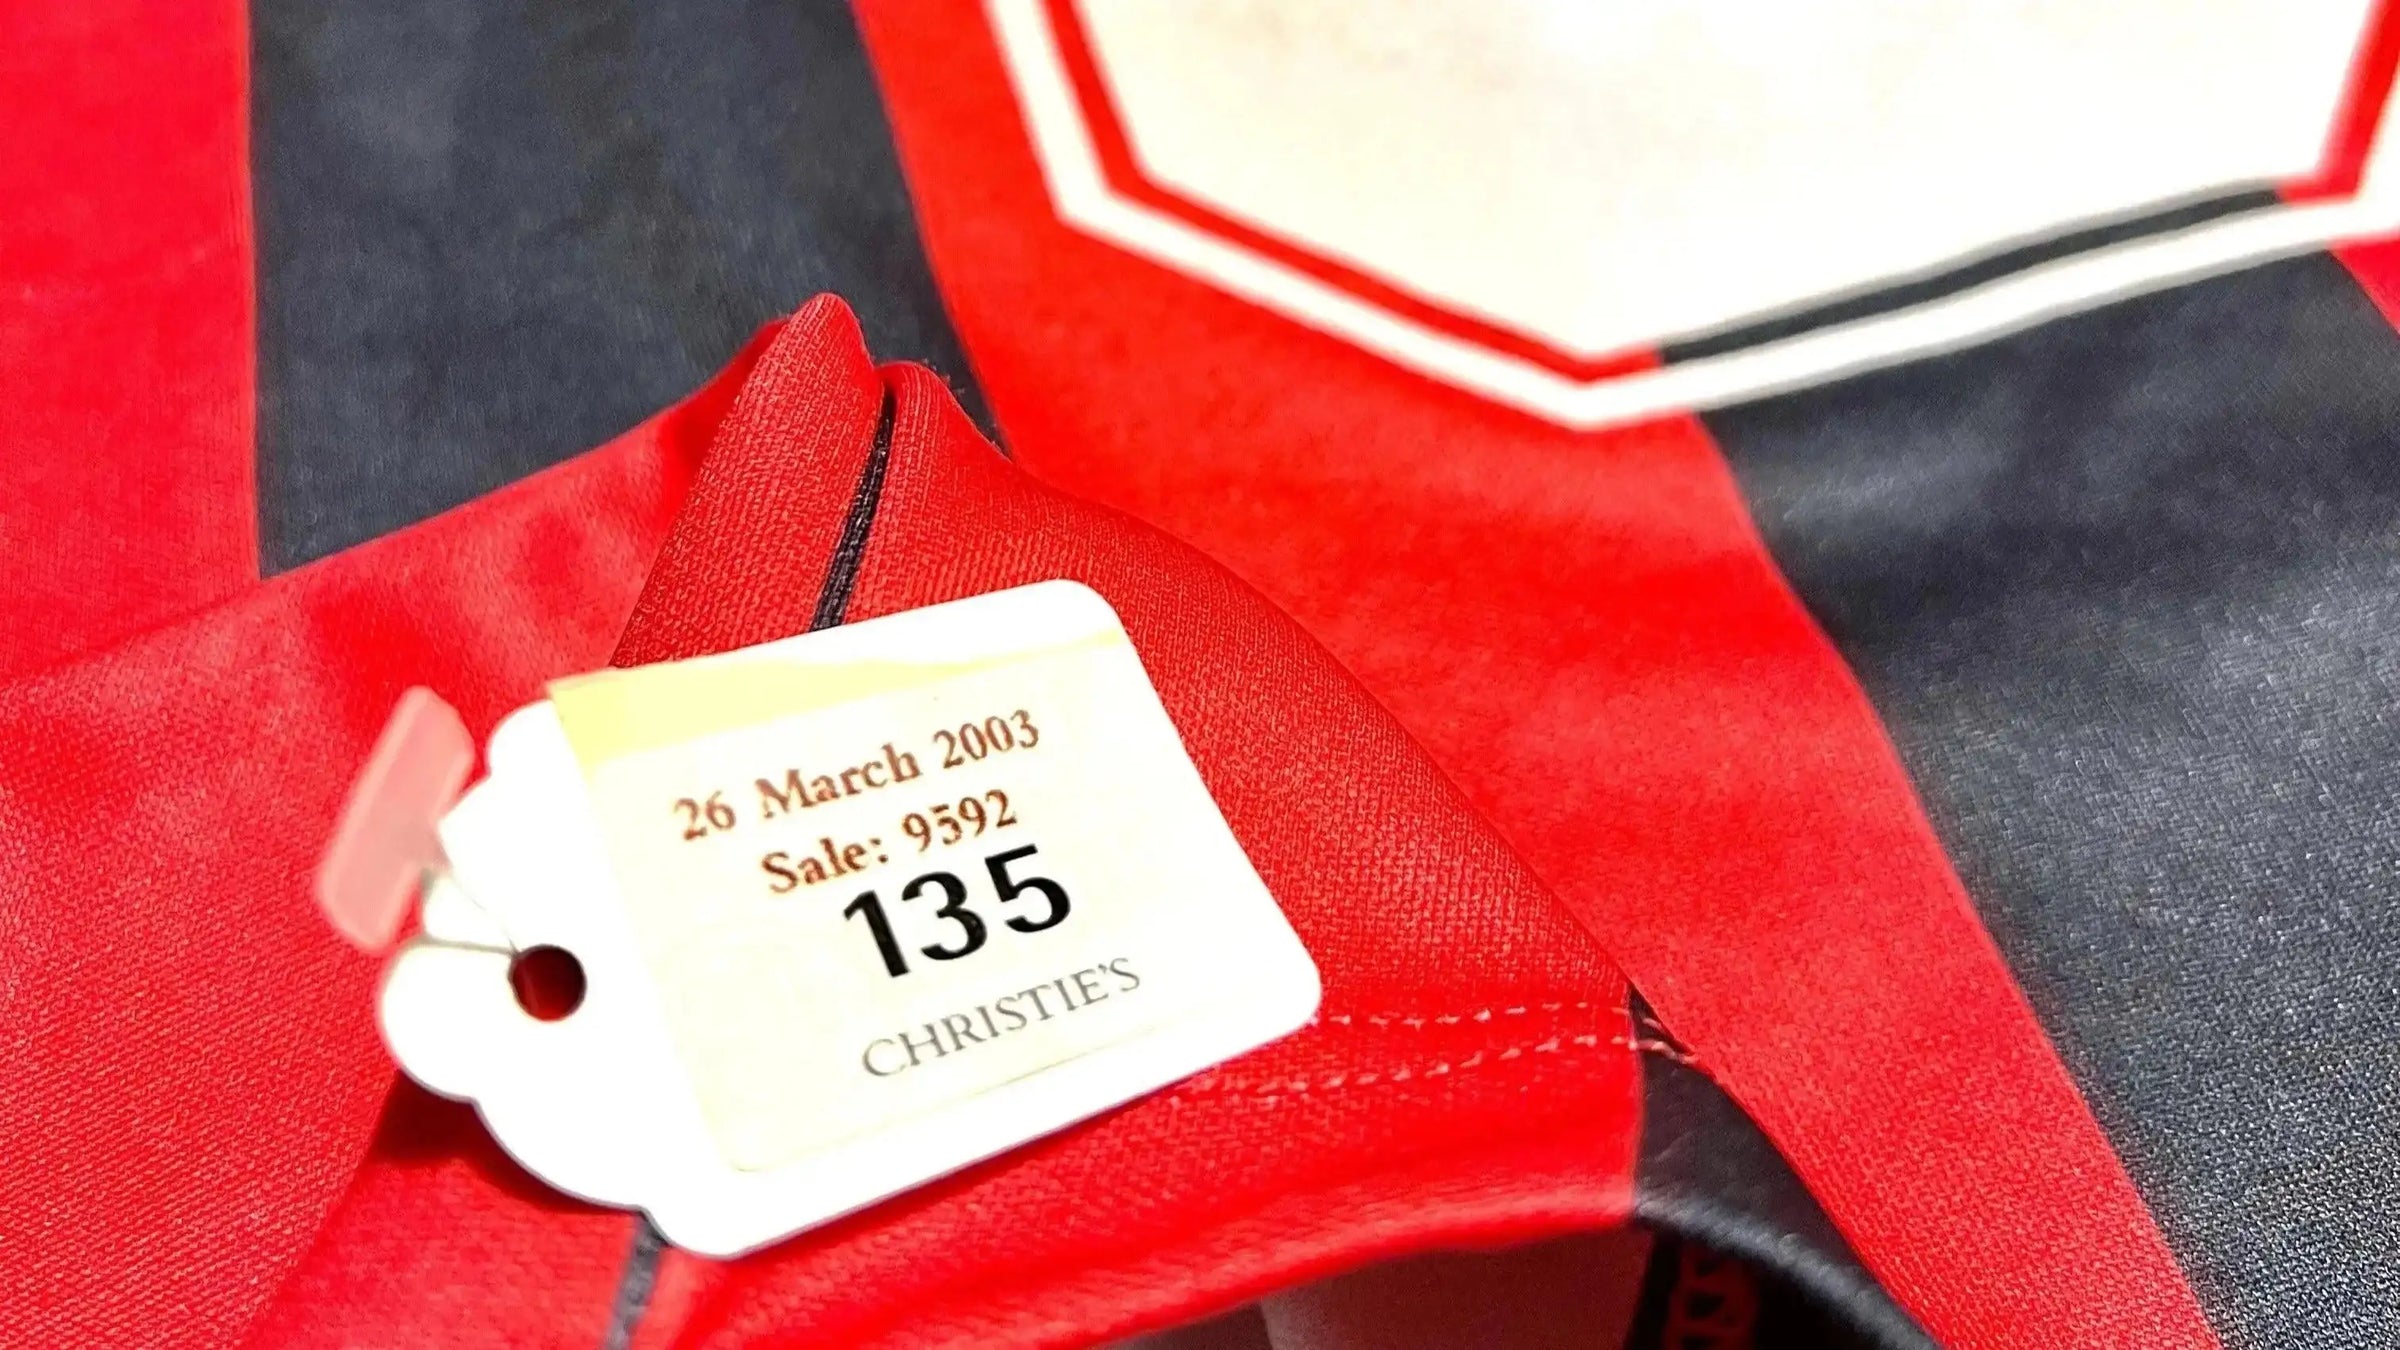 26 March 2003
Sale: 9592
135
CHRISTIE'S